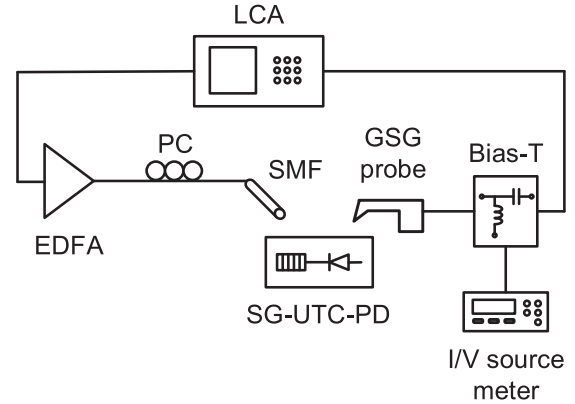 LCA
PC
SMF
GSG
probe
Bias-T
EDFA
SG-UTC-PD
I/V source
meter